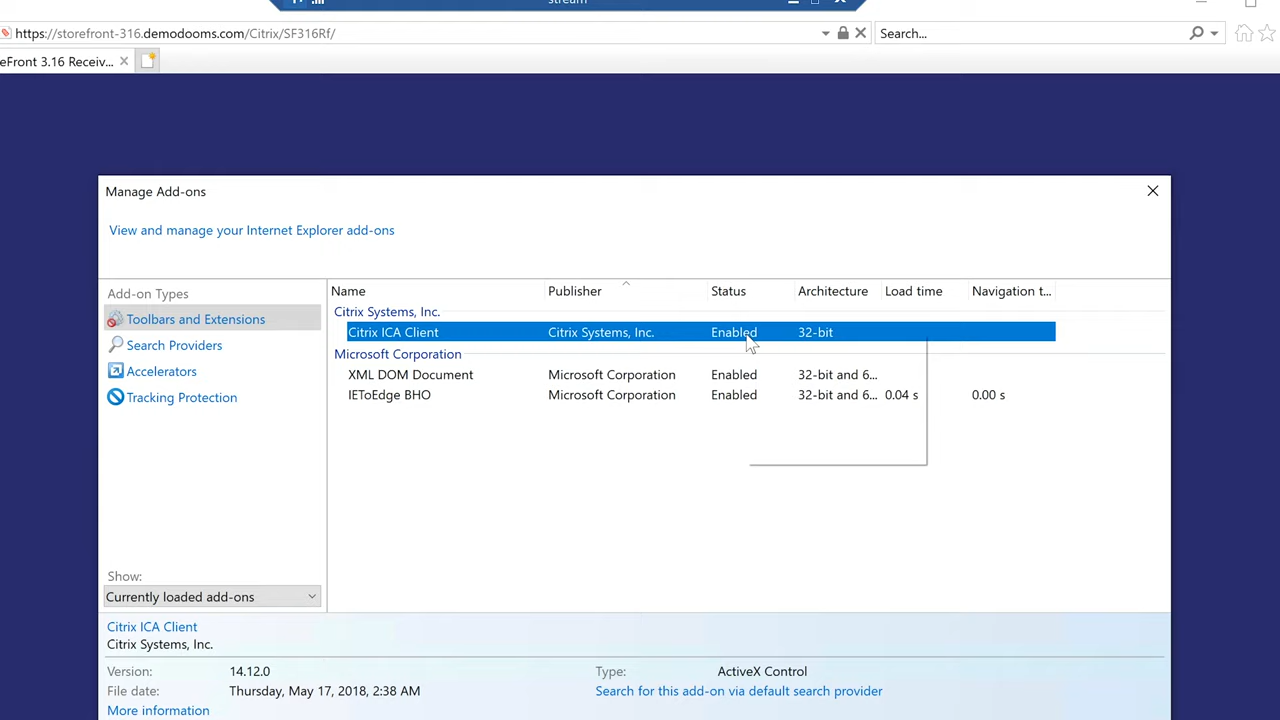 stream
https://storefront-316.demodooms.com/Citrix/SF316Rf/
Search...
eFront 3.16 Receiv...
Manage Add-ons
View and manage your Internet Explorer add-ons
Add-on Types
Toolbars and Extensions
Search Providers
Accelerators
Tracking Protection
Show:
Currently loaded add-ons
Name Publisher Status Architecture Load time Navigation t...
Citrix Systems, Inc.
Citrix ICA Client Citrix Systems, Inc. Enabled 32-bit
Microsoft Corporation
XML DOM Document Microsoft Corporation Enabled 32-bit and 6...
IEToEdge BHO Microsoft Corporation Enabled 32-bit and 6... 0.04 s 0.00 s
Citrix ICA Client
Citrix Systems, Inc.
Version: 14.12.0 Type: ActiveX Control
File date: Thursday, May 17, 2018, 2:38 AM Search for this add-on via default search provider
More information